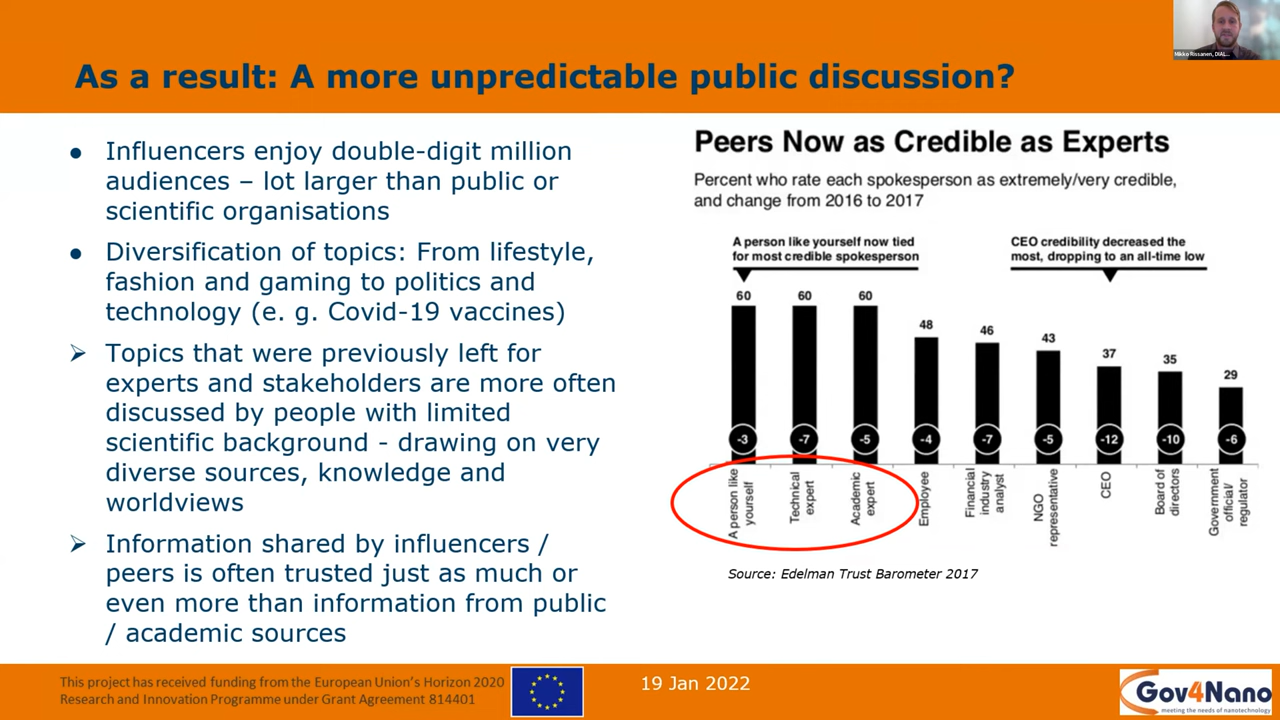 Mikko Rissanen, DIAL...
As a result: A more unpredictable public discussion?
● Influencers enjoy double-digit million
audiences – lot larger than public or
scientific organisations
● Diversification of topics: From lifestyle,
fashion and gaming to politics and
technology (e. g. Covid-19 vaccines)
➢ Topics that were previously left for
experts and stakeholders are more often
discussed by people with limited
scientific background - drawing on very
diverse sources, knowledge and
worldviews
➢ Information shared by influencers /
peers is often trusted just as much or
even more than information from public
/ academic sources
Peers Now as Credible as Experts
Percent who rate each spokesperson as extremely/very credible,
and change from 2016 to 2017
A person like yourself now tied
for most credible spokesperson
CEO credibility decreased the
most, dropping to an all-time low
60 60 60 48 46 43 37 35 29
-3 -7 -5 -4 -7 -5 -12 -10 -6
A person like
yourself
Technical
expert
Academic
expert
Employee
Financial
industry
analyst
NGO
representative
CEO
Board of
directors
Government
official/
regulator
Source: Edelman Trust Barometer 2017
This project has received funding from the European Union's Horizon 2020
Research and Innovation Programme under Grant Agreement 814401
19 Jan 2022
Gov4Nano
meeting the needs of nanotechnology